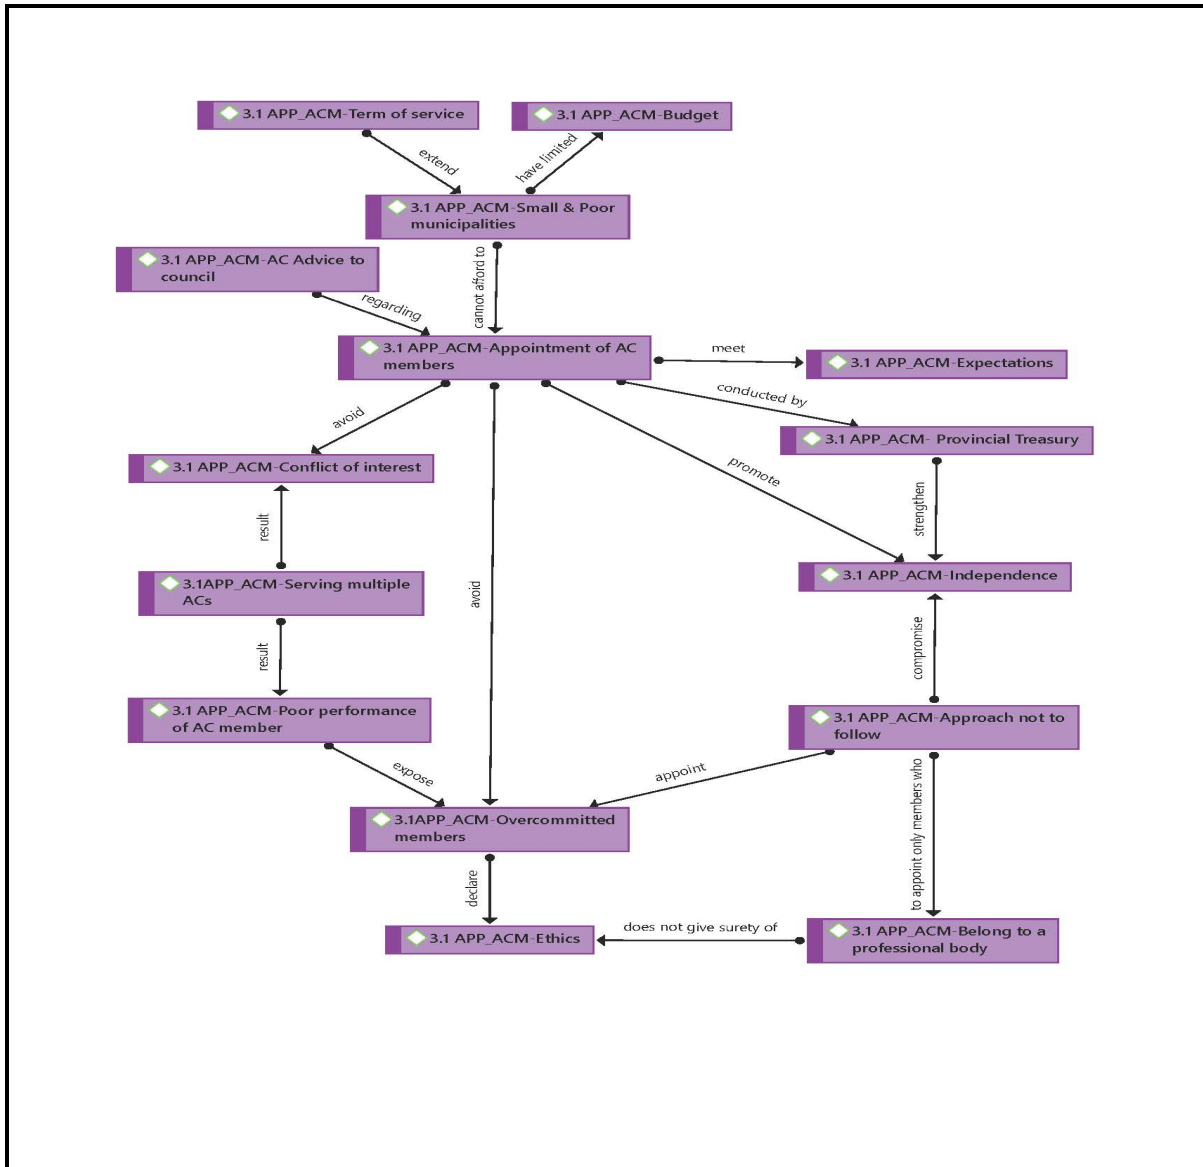 3.1 APP_ACM-Term of service
3.1 APP_ACM-Budget
extend
have limited
3.1 APP_ACM-Small & Poor
municipalities
3.1 APP_ACM-AC Advice to
council
cannot afford to
regarding
3.1 APP_ACM-Appointment of AC
members
meet
3.1 APP_ACM-Expectations
conducted by
avoid
3.1 APP_ACM- Provincial Treasury
3.1 APP_ACM-Conflict of interest
promote
strengthen
result
3.1 APP_ACM-Independence
3.1APP_ACM-Serving multiple
ACs
avoid
compromise
result
3.1 APP_ACM-Poor performance
of AC member
3.1 APP_ACM-Approach not to
follow
expose
appoint
to appoint only members who
3.1APP_ACM-Overcommitted
members
declare
3.1 APP_ACM-Ethics
does not give surety of
3.1 APP_ACM-Belong to a
professional body